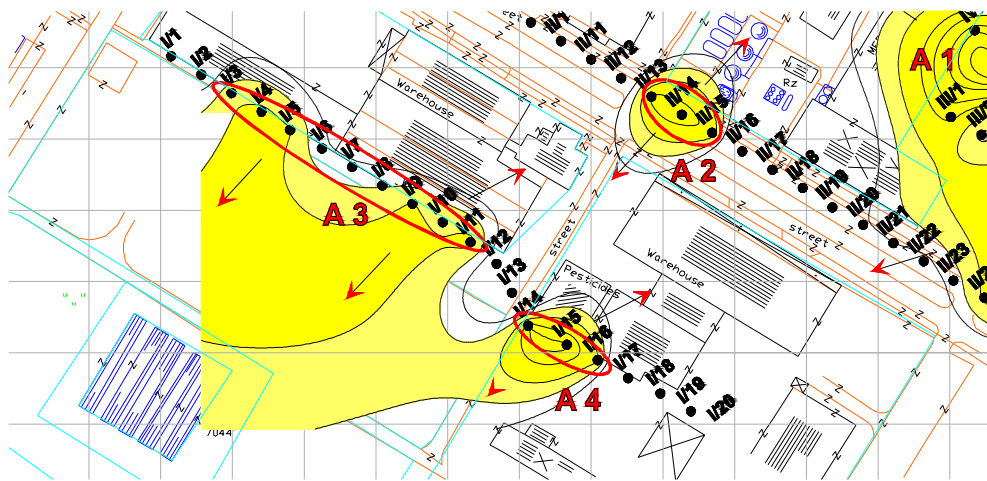 I/1
I/2
I/3
I/4
I/5
I/6
I/7
I/8
I/9
I/10
I/11
I/12
I/13
I/14
I/15
I/16
I/17
I/18
I/19
I/20
II/11
II/12
II/13
II/14
II/15
II/16
II/17
II/18
II/19
II/20
II/21
II/22
II/23
III/1
A 1
A 2
A 3
A 4
Warehouse
Warehouse
Pesticides
street
street
Rz
7044